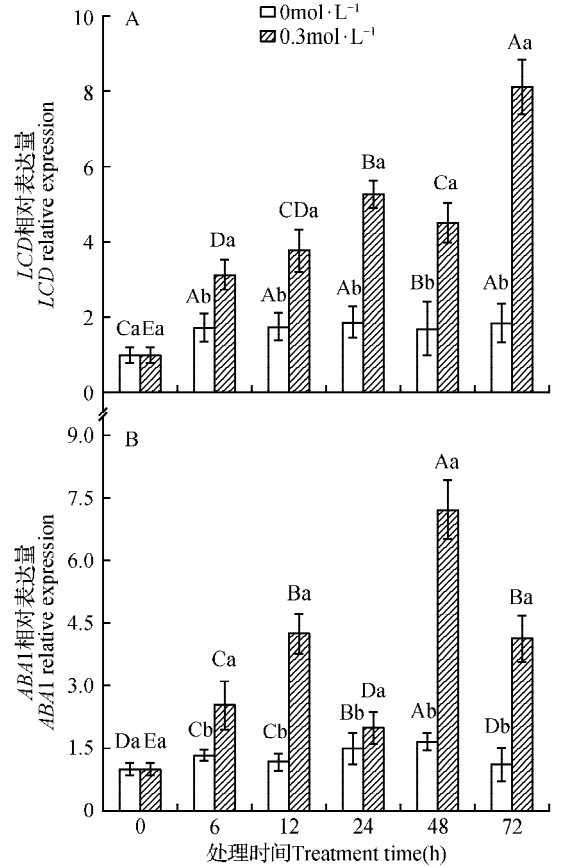 0mol·L⁻¹
0.3mol·L⁻¹
A
LCD相对表达量
LCD relative expression
10
8
6
4
2
0
Ca Ea
Ab Da
Ab CDa
Ab Ba
Bb Ca
Ab Aa
B
ABA1相对表达量
ABA1 relative expression
9.0
7.5
6.0
4.5
3.0
1.5
0
Da Ea
Cb Ca
Cb Ba
Bb Da
Ab Aa
Db Ba
0 6 12 24 48 72
处理时间Treatment time(h)